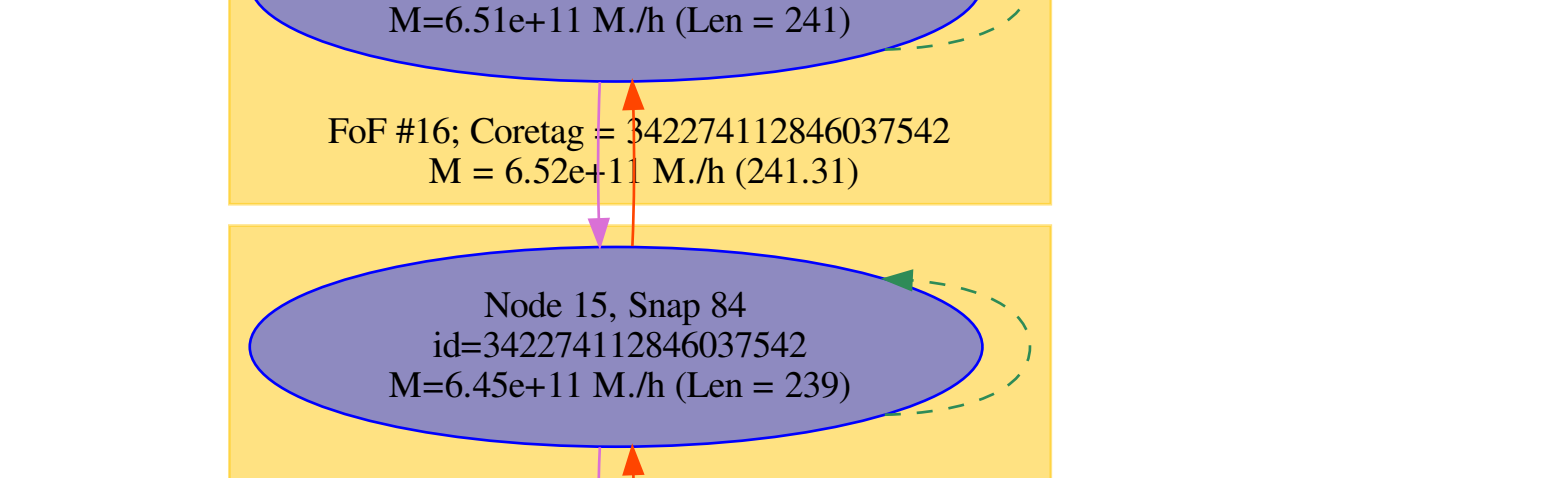 M=6.51e+11 M./h (Len = 241)
FoF #16; Coretag = 342274112846037542
M = 6.52e+11 M./h (241.31)
Node 15, Snap 84
id=342274112846037542
M=6.45e+11 M./h (Len = 239)